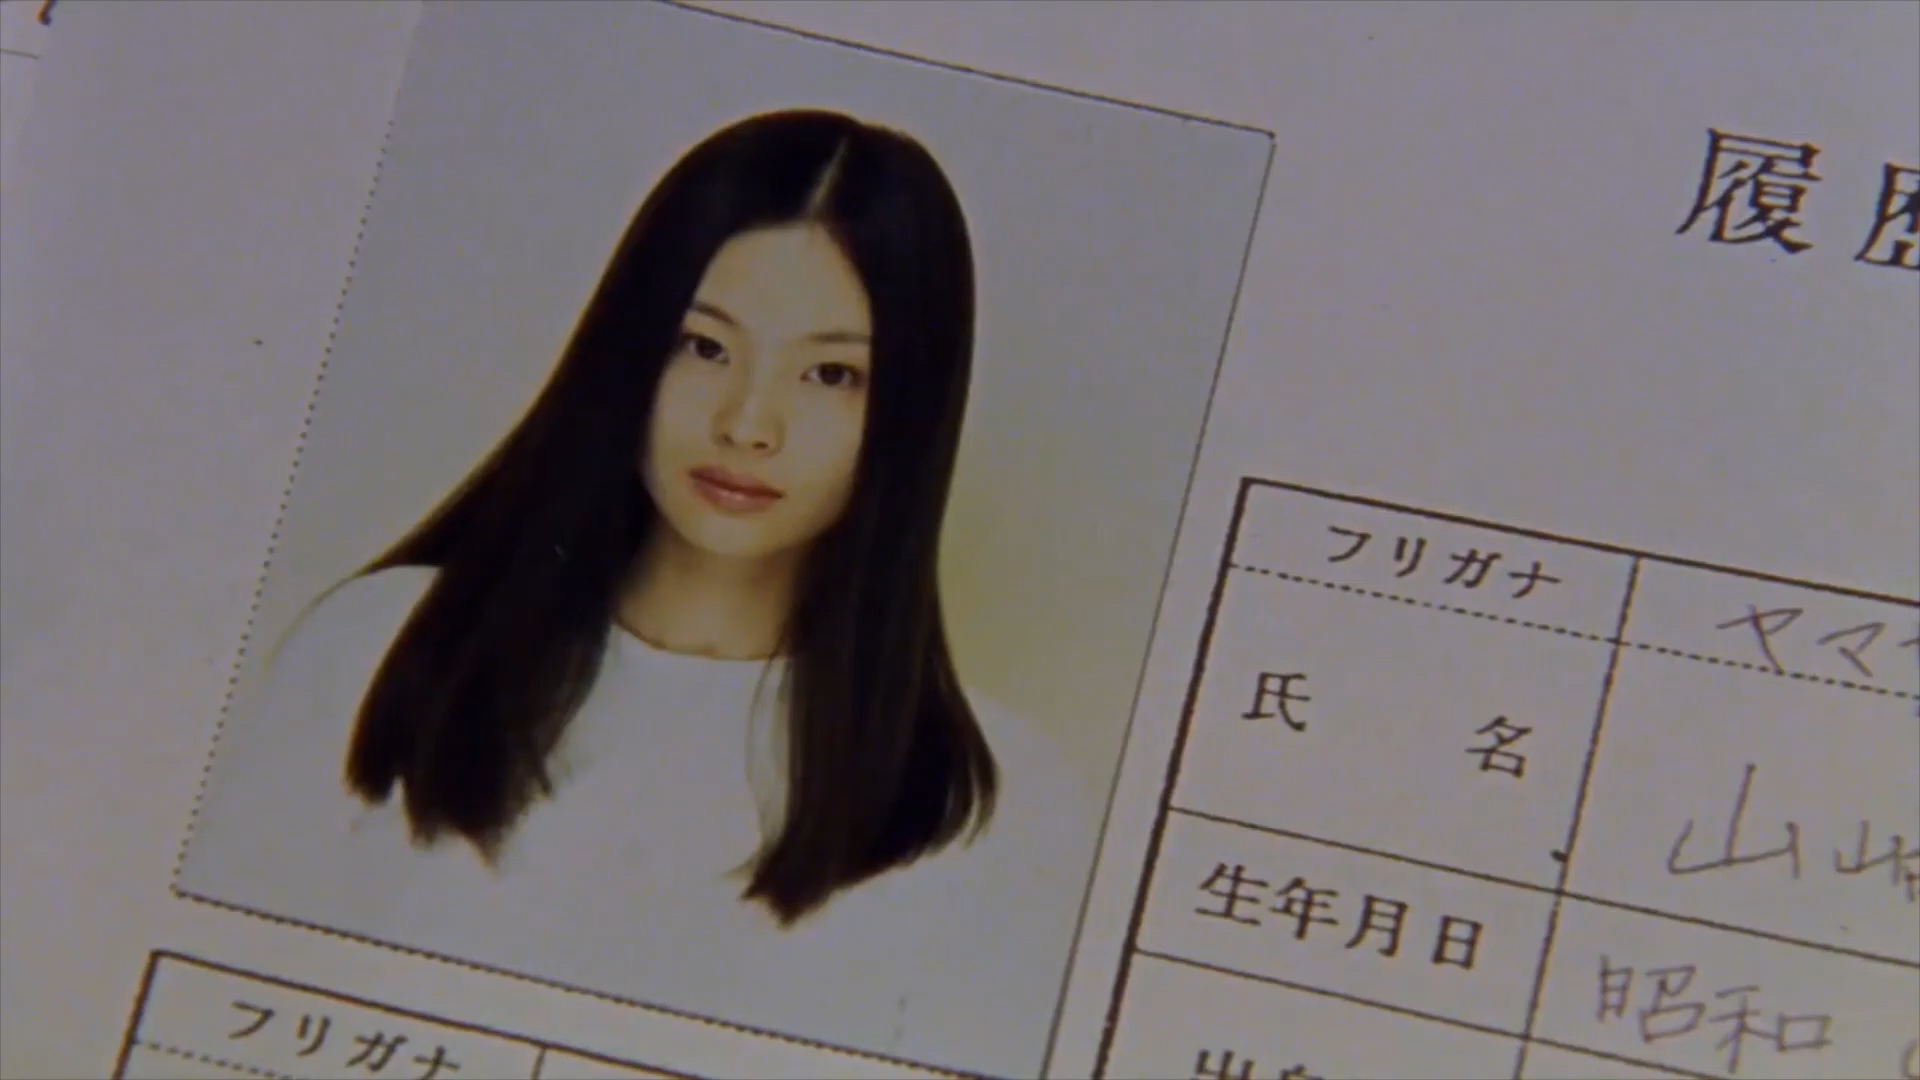 履歴
フリガナ ヤマ
氏 名 山崎
生年月日 昭和
フリガナ